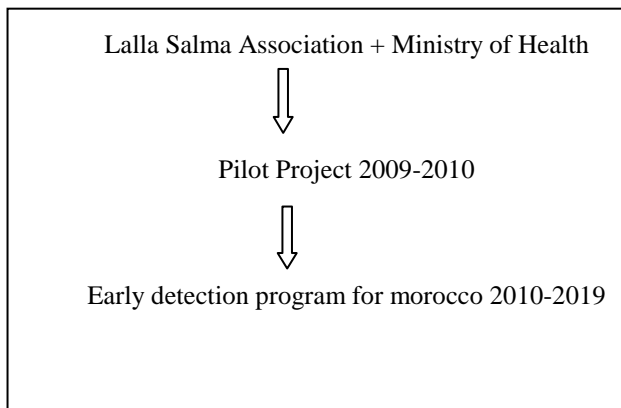 Lalla Salma Association + Ministry of Health
Pilot Project 2009-2010
Early detection program for morocco 2010-2019